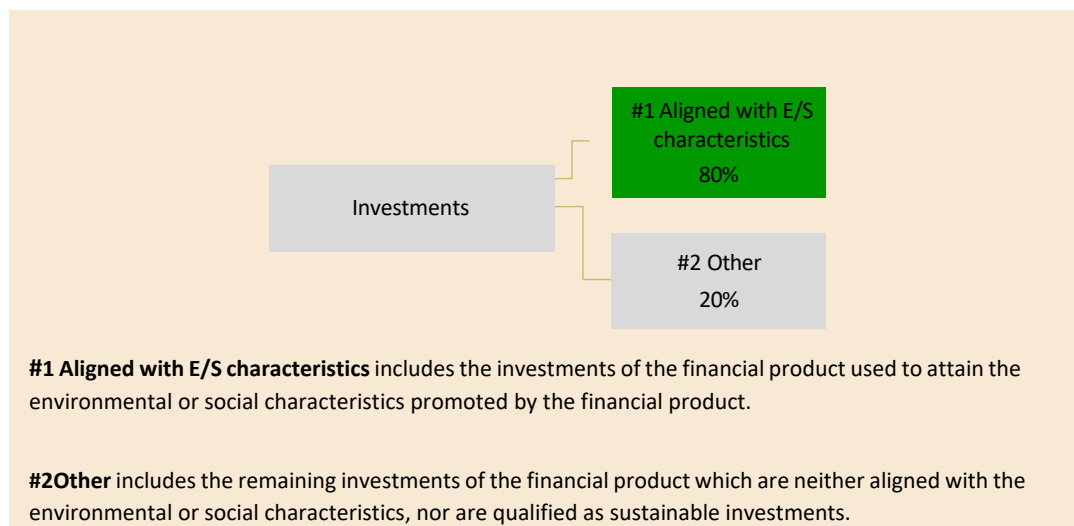 #1 Aligned with E/S
characteristics
80%
Investments
#2 Other
20%
#1 Aligned with E/S characteristics includes the investments of the financial product used to attain the
environmental or social characteristics promoted by the financial product.
#2Other includes the remaining investments of the financial product which are neither aligned with the
environmental or social characteristics, nor are qualified as sustainable investments.